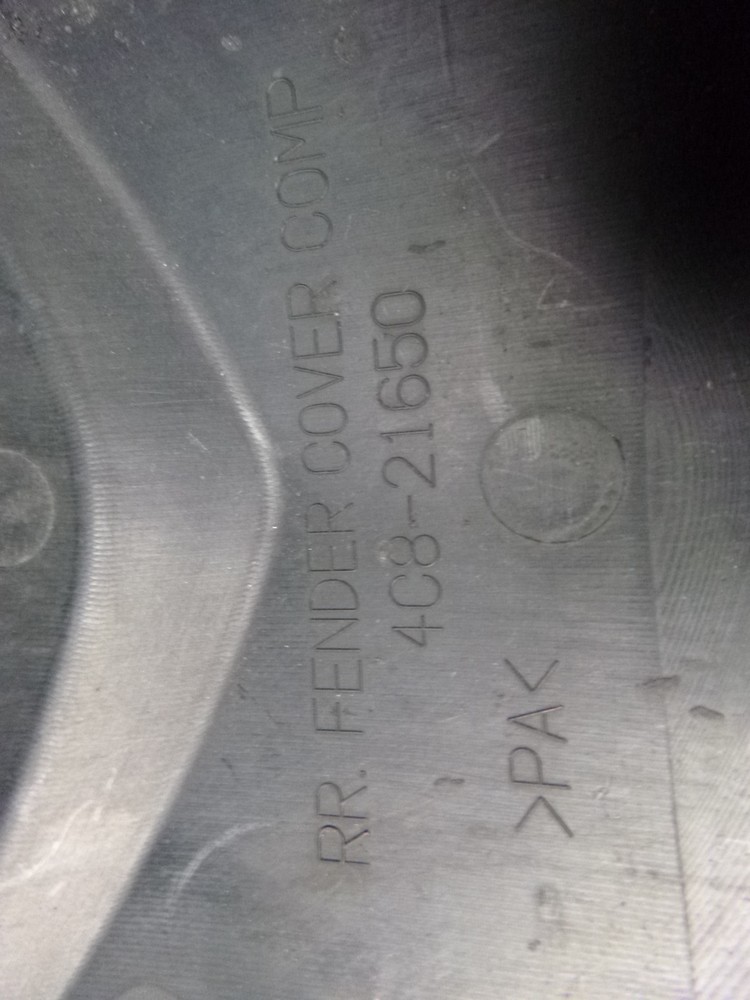 RR. FENDER COVER COMP
4C8-21650
>PA<